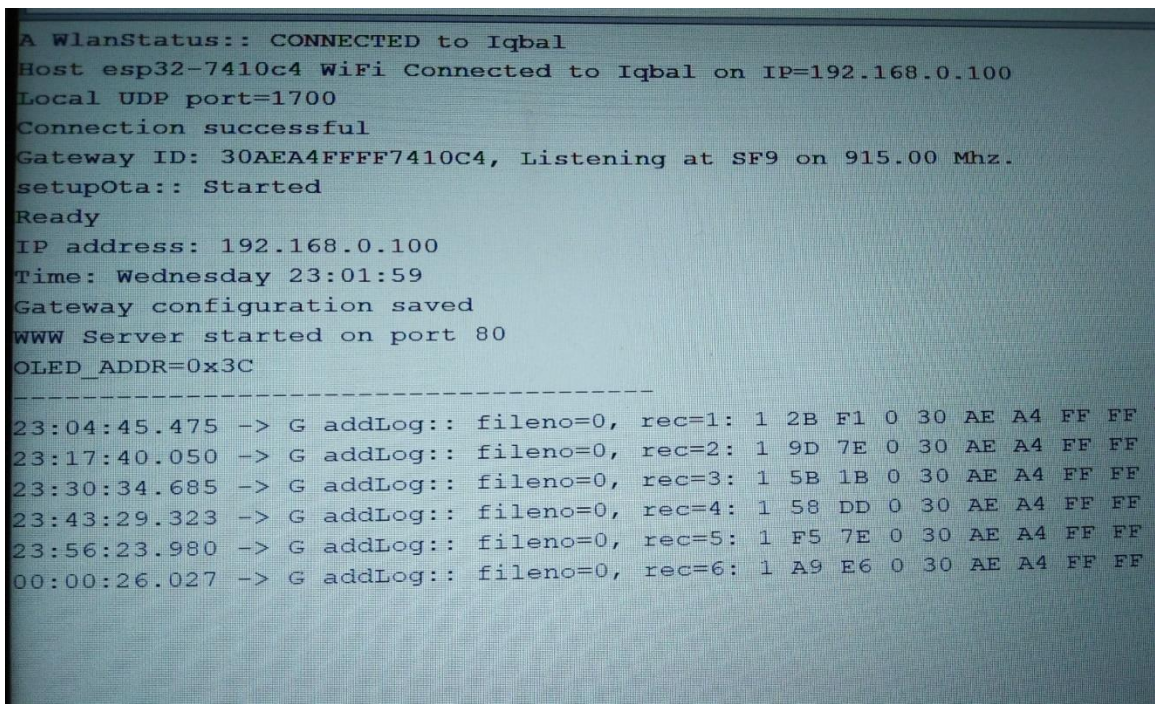 A WlanStatus:: CONNECTED to Iqbal
Host esp32-7410c4 WiFi Connected to Iqbal on IP=192.168.0.100
Local UDP port=1700
Connection successful
Gateway ID: 30AEA4FFFF7410C4, Listening at SF9 on 915.00 Mhz.
setupOta:: Started
Ready
IP address: 192.168.0.100
Time: Wednesday 23:01:59
Gateway configuration saved
WWW Server started on port 80
OLED_ADDR=0x3C
--------------------------------------
23:04:45.475 -> G addLog:: fileno=0, rec=1: 1 2B F1 0 30 AE A4 FF FF
23:17:40.050 -> G addLog:: fileno=0, rec=2: 1 9D 7E 0 30 AE A4 FF FF
23:30:34.685 -> G addLog:: fileno=0, rec=3: 1 5B 1B 0 30 AE A4 FF FF
23:43:29.323 -> G addLog:: fileno=0, rec=4: 1 58 DD 0 30 AE A4 FF FF
23:56:23.980 -> G addLog:: fileno=0, rec=5: 1 F5 7E 0 30 AE A4 FF FF
00:00:26.027 -> G addLog:: fileno=0, rec=6: 1 A9 E6 0 30 AE A4 FF FF